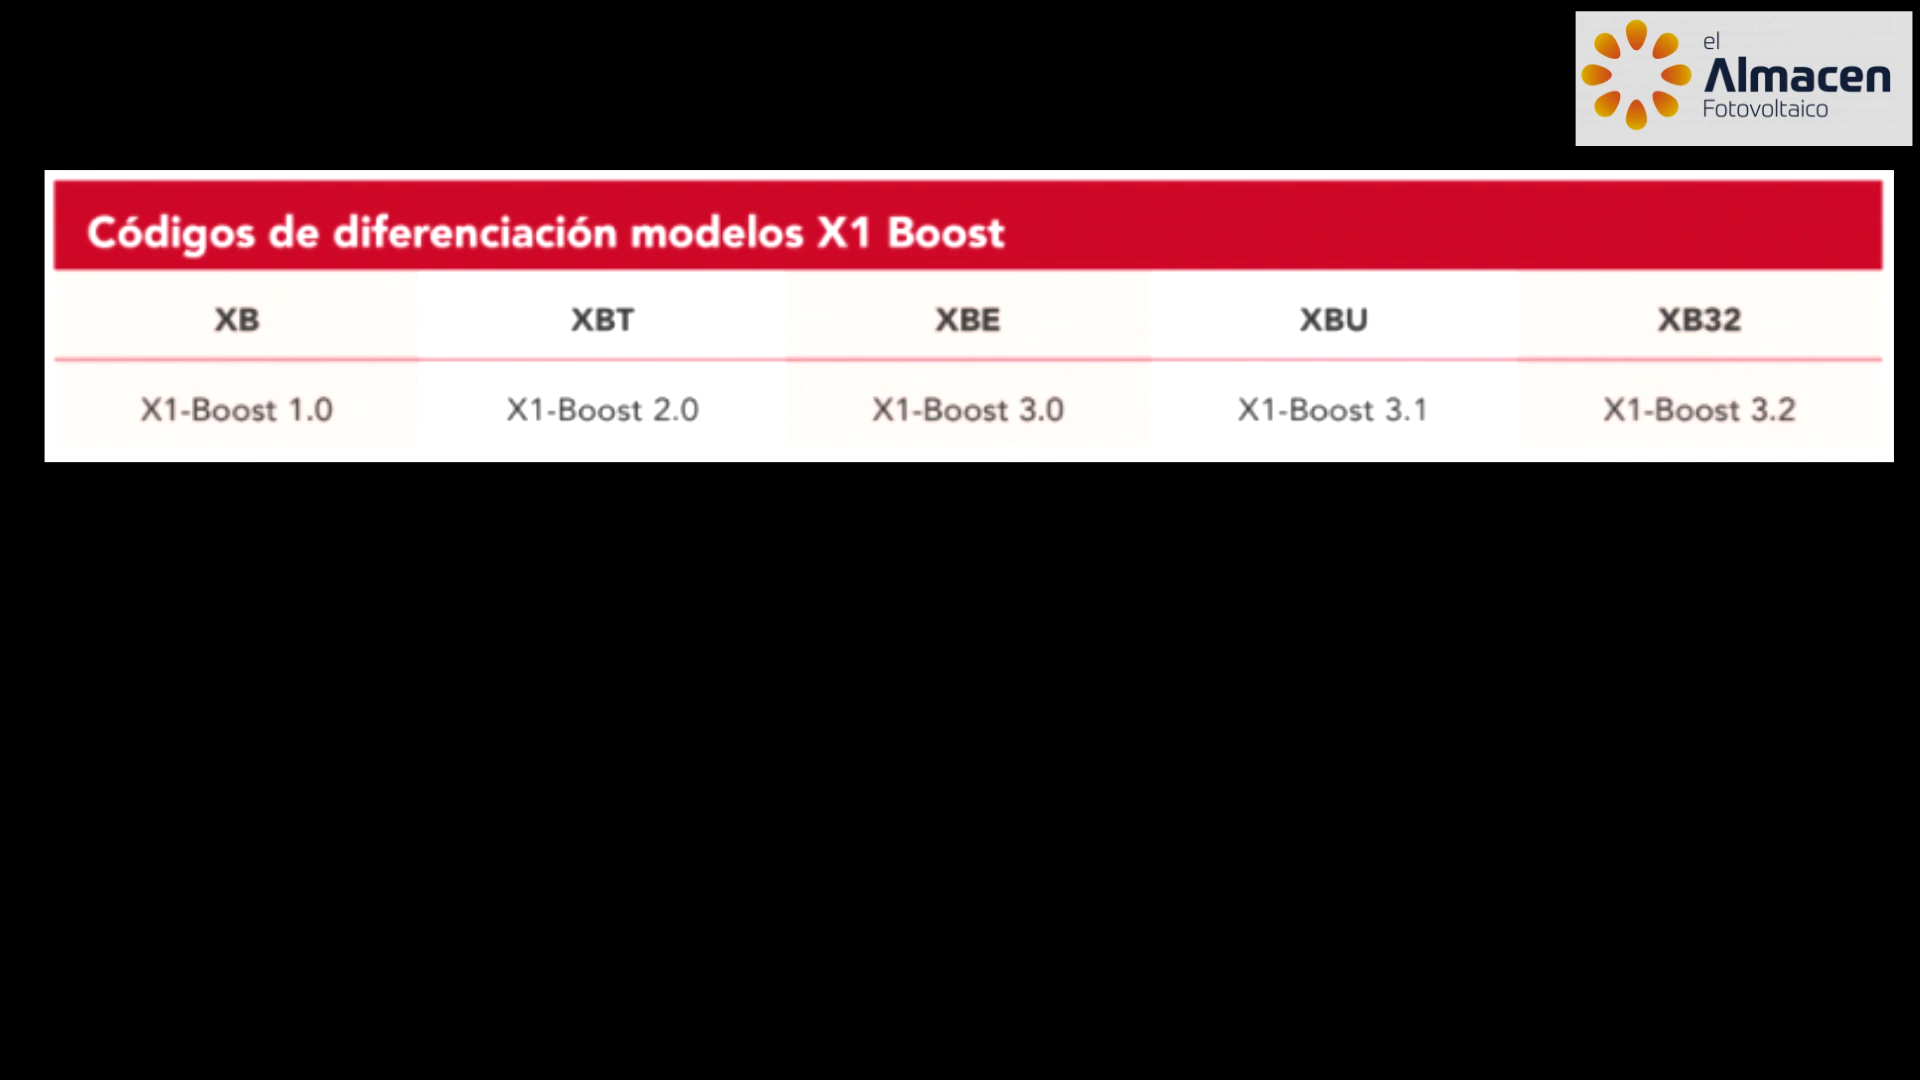 el
Almacen
Fotovoltaico
Códigos de diferenciación modelos X1 Boost
XB XBT XBE XBU XB32
X1-Boost 1.0 X1-Boost 2.0 X1-Boost 3.0 X1-Boost 3.1 X1-Boost 3.2